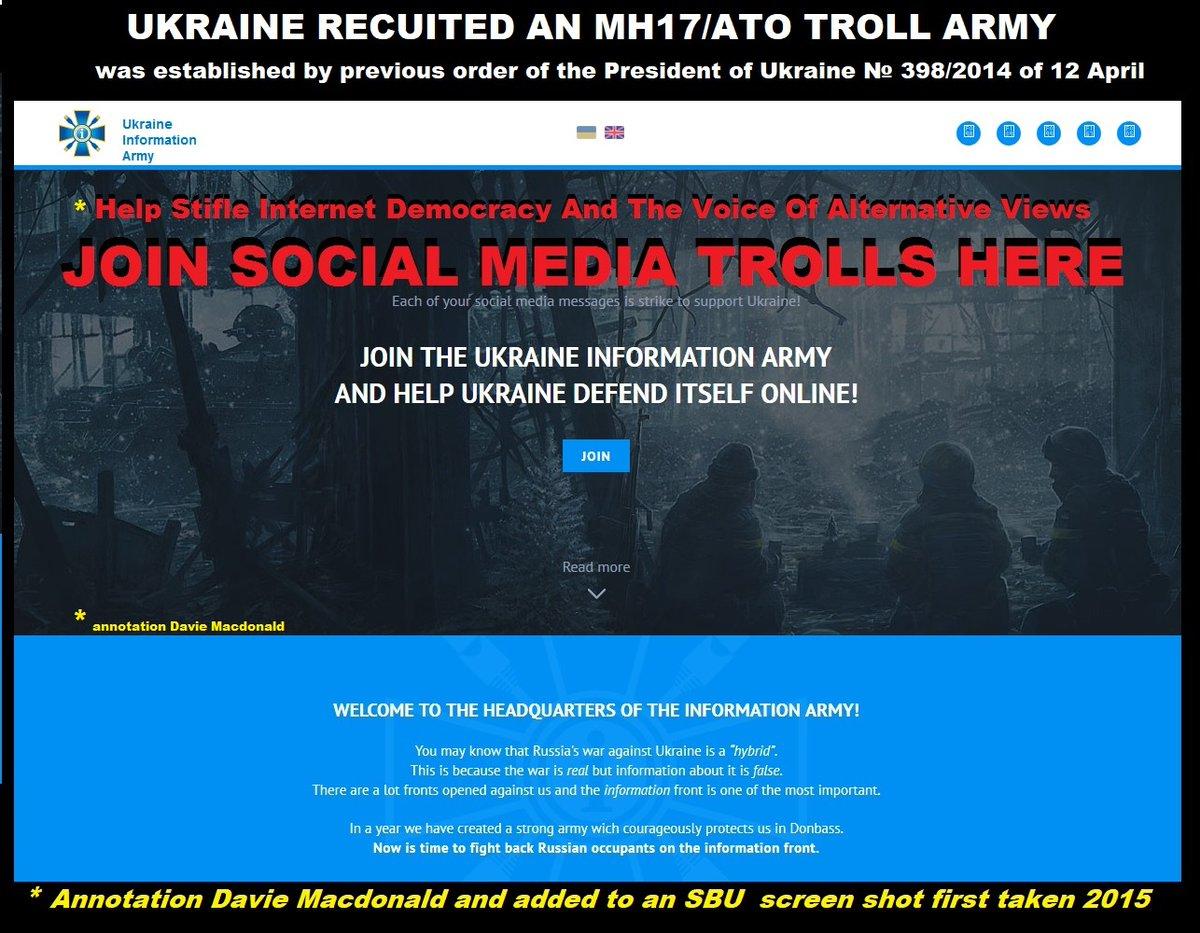 UKRAINE RECUITED AN MH17/ATO TROLL ARMY
was established by previous order of the President of Ukraine № 398/2014 of 12 April
Ukraine
Information
Army
* Help Stifle Internet Democracy And The Voice Of Alternative Views
JOIN SOCIAL MEDIA TROLLS HERE
Each of your social media messages is strike to support Ukraine!
JOIN THE UKRAINE INFORMATION ARMY
AND HELP UKRAINE DEFEND ITSELF ONLINE!
JOIN
Read more
* annotation Davie Macdonald
WELCOME TO THE HEADQUARTERS OF THE INFORMATION ARMY!
You may know that Russia's war against Ukraine is a "hybrid".
This is because the war is real but information about it is false.
There are a lot fronts opened against us and the information front is one of the most important.
In a year we have created a strong army wich courageously protects us in Donbass.
Now is time to fight back Russian occupants on the information front.
* Annotation Davie Macdonald and added to an SBU screen shot first taken 2015